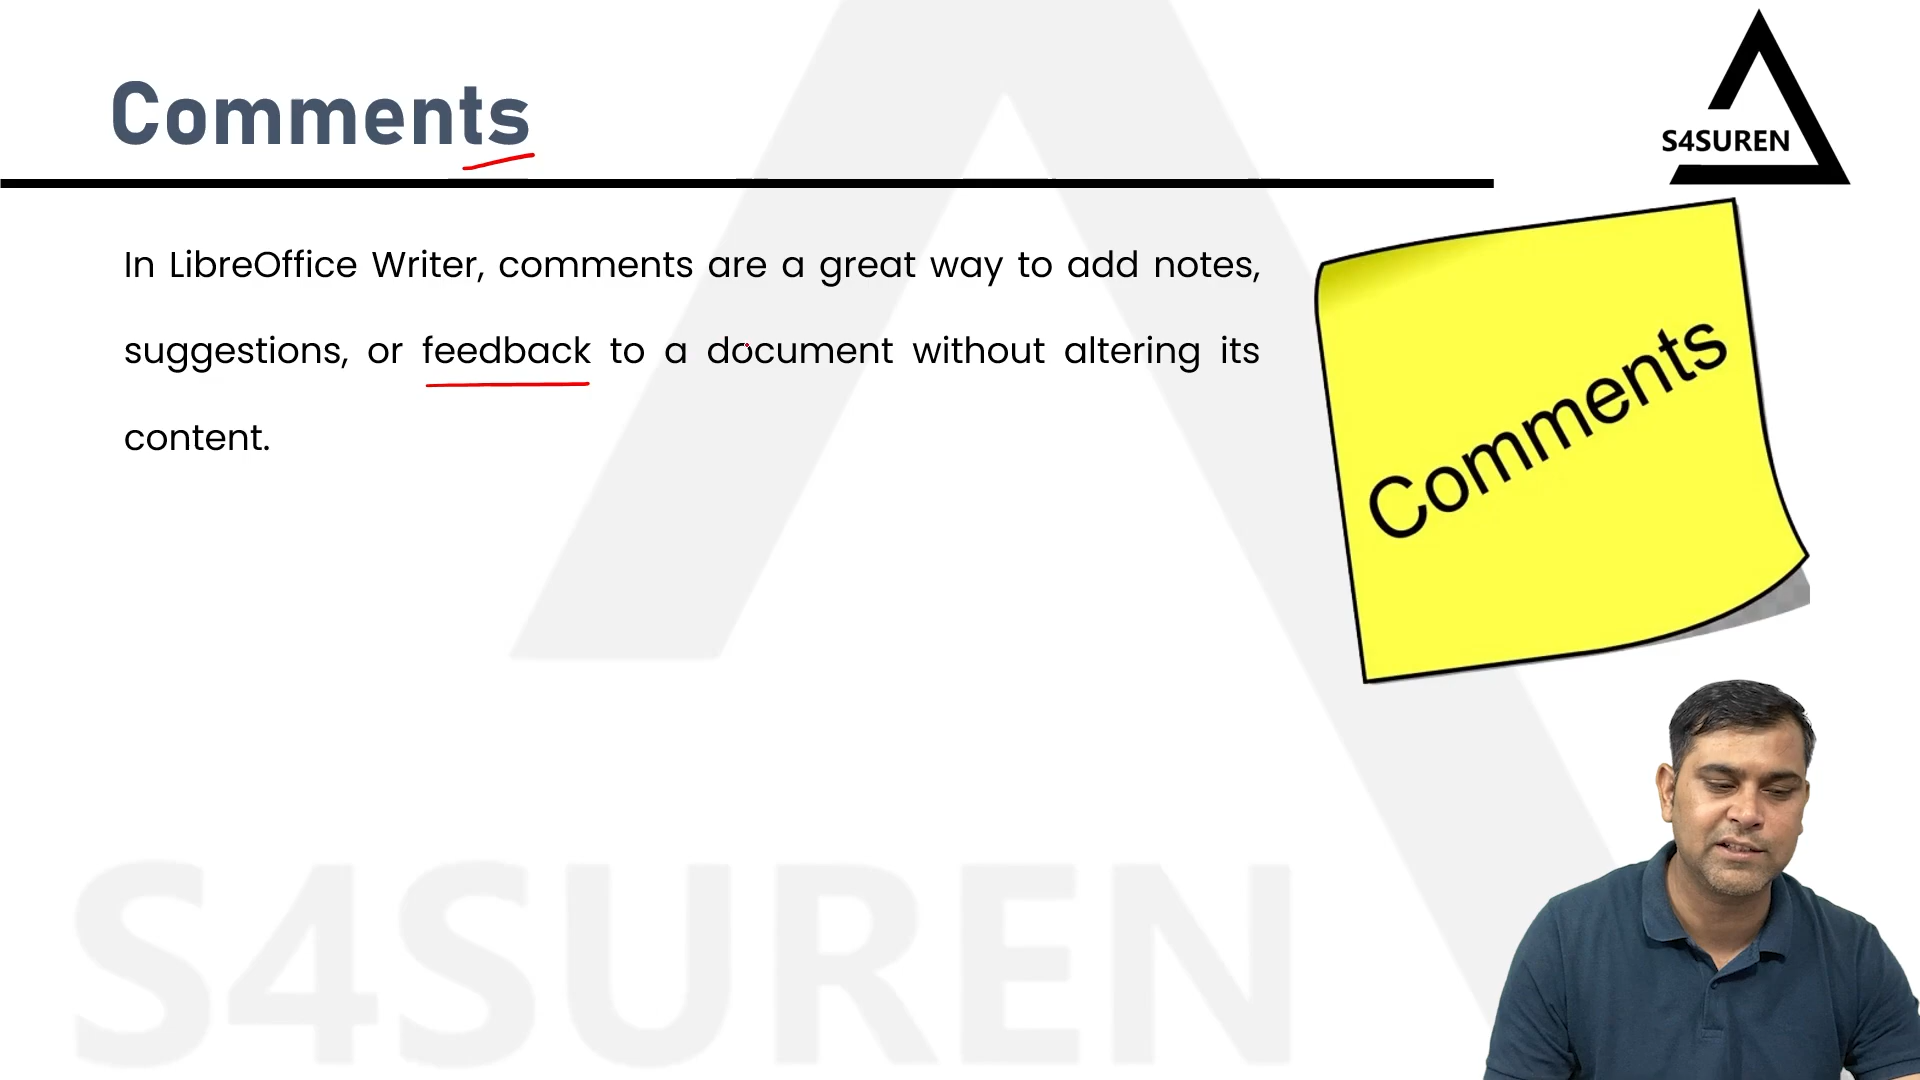 Comments
S4SUREN
In LibreOffice Writer, comments are a great way to add notes,
suggestions, or feedback to a document without altering its
content.
Comments
S4SUREN